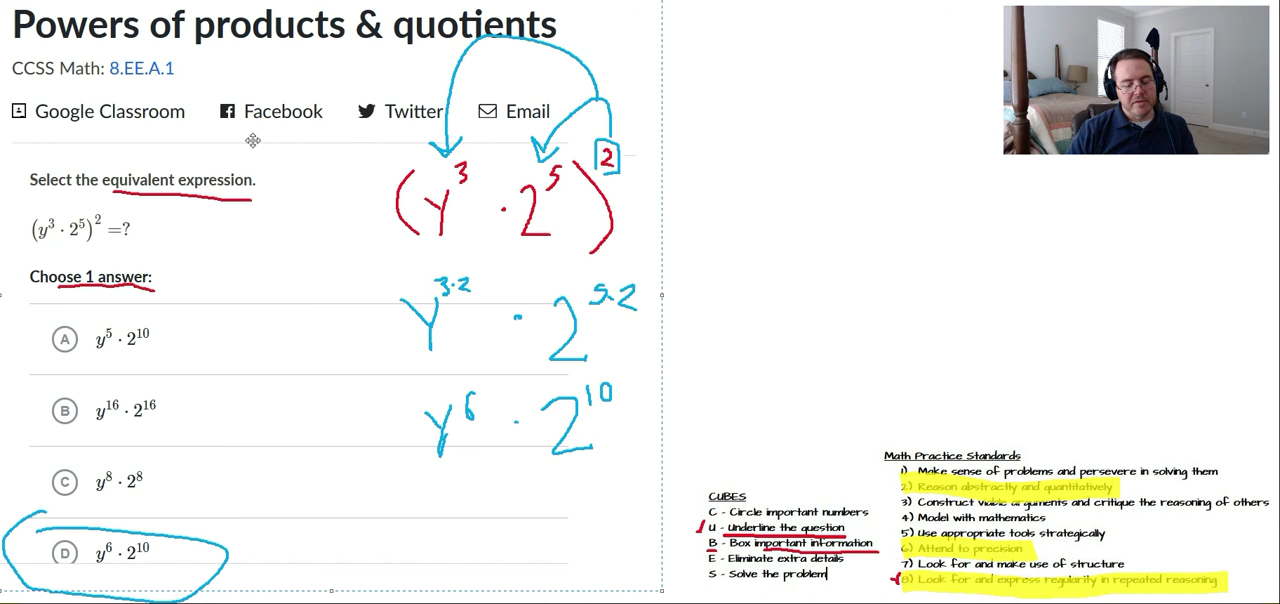 Powers of products & quotients
CCSS Math: 8.EE.A.1
Google Classroom Facebook Twitter Email
Select the equivalent expression.
(y³ · 2⁵)² =?
Choose 1 answer:
A y⁵ · 2¹⁰
B y¹⁶ · 2¹⁶
C y⁸ · 2⁸
D y⁶ · 2¹⁰
(y³ · 2⁵)²
y³·² · 2⁵·²
y⁶ · 2¹⁰
CUBES
C - Circle important numbers
U - Underline the question
B - Box important information
E - Eliminate extra details
S - Solve the problem
Math Practice Standards
1) Make sense of problems and persevere in solving them
2) Reason abstractly and quantitatively
3) Construct viable arguments and critique the reasoning of others
4) Model with mathematics
5) Use appropriate tools strategically
6) Attend to precision
7) Look for and make use of structure
8) Look for and express regularity in repeated reasoning